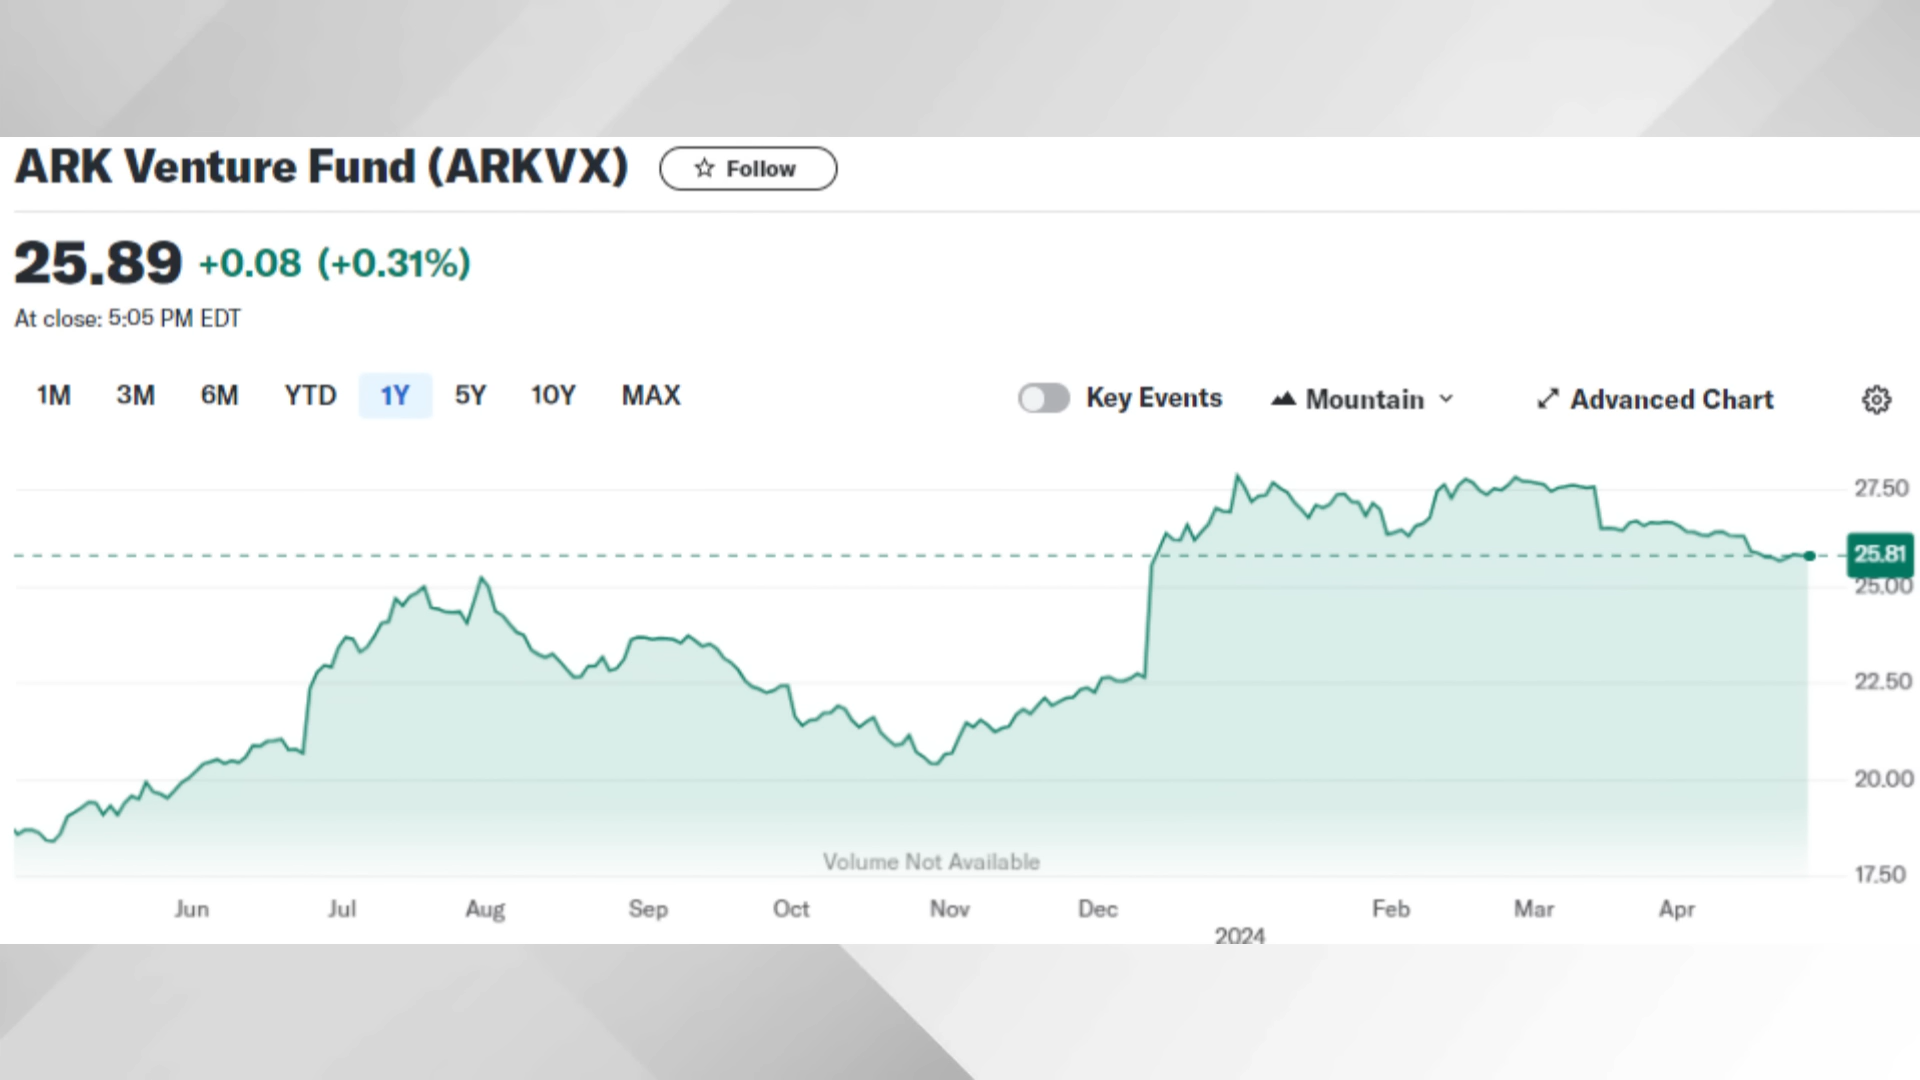 ARK Venture Fund (ARKVX) Follow
25.89 +0.08 (+0.31%)
At close: 5:05 PM EDT
1M 3M 6M YTD 1Y 5Y 10Y MAX Key Events Mountain Advanced Chart
27.50
25.81
25.00
22.50
20.00
Volume Not Available
17.50
Jun Jul Aug Sep Oct Nov Dec Feb Mar Apr
2024